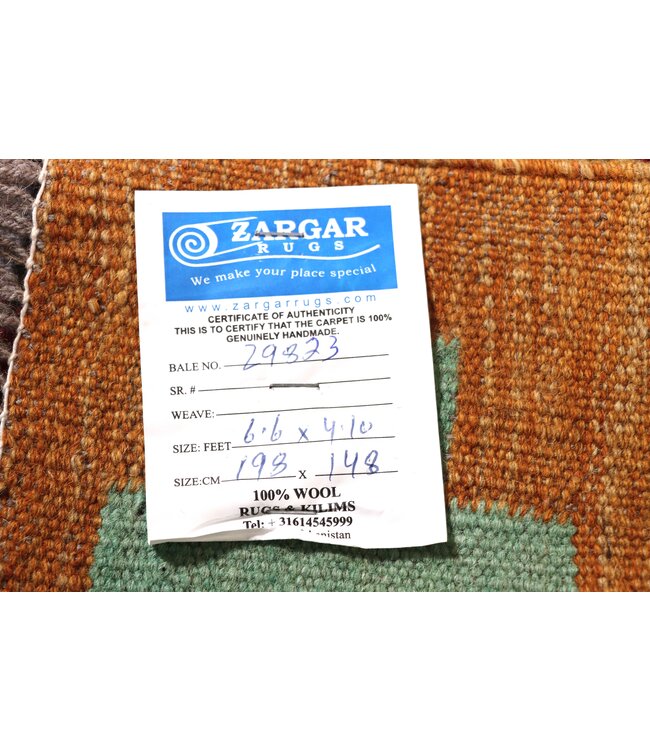 ZARGAR
RUGS
We make your place special
www.zargarrugs.com
CERTIFICATE OF AUTHENTICITY
THIS IS TO CERTIFY THAT THE CARPET IS 100%
GENUINELY HANDMADE.
BALE NO. 29823
SR. #
WEAVE:
SIZE: FEET 6.6 x 4.10
SIZE:CM 198 X 148
100% WOOL
RUGS & KILIMS
Tel: + 31614545999